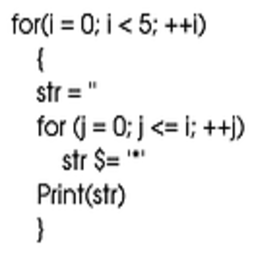 for(i = 0; i < 5; ++i)
{
str = ''
for (j = 0; j <= i; ++j)
str $= '*'
Print(str)
}